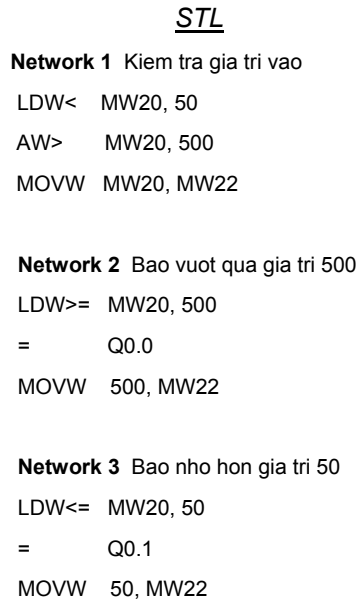 STL
Network 1 Kiem tra gia tri vao
LDW< MW20, 50
AW> MW20, 500
MOVW MW20, MW22
Network 2 Bao vuot qua gia tri 500
LDW>= MW20, 500
= Q0.0
MOVW 500, MW22
Network 3 Bao nho hon gia tri 50
LDW<= MW20, 50
= Q0.1
MOVW 50, MW22